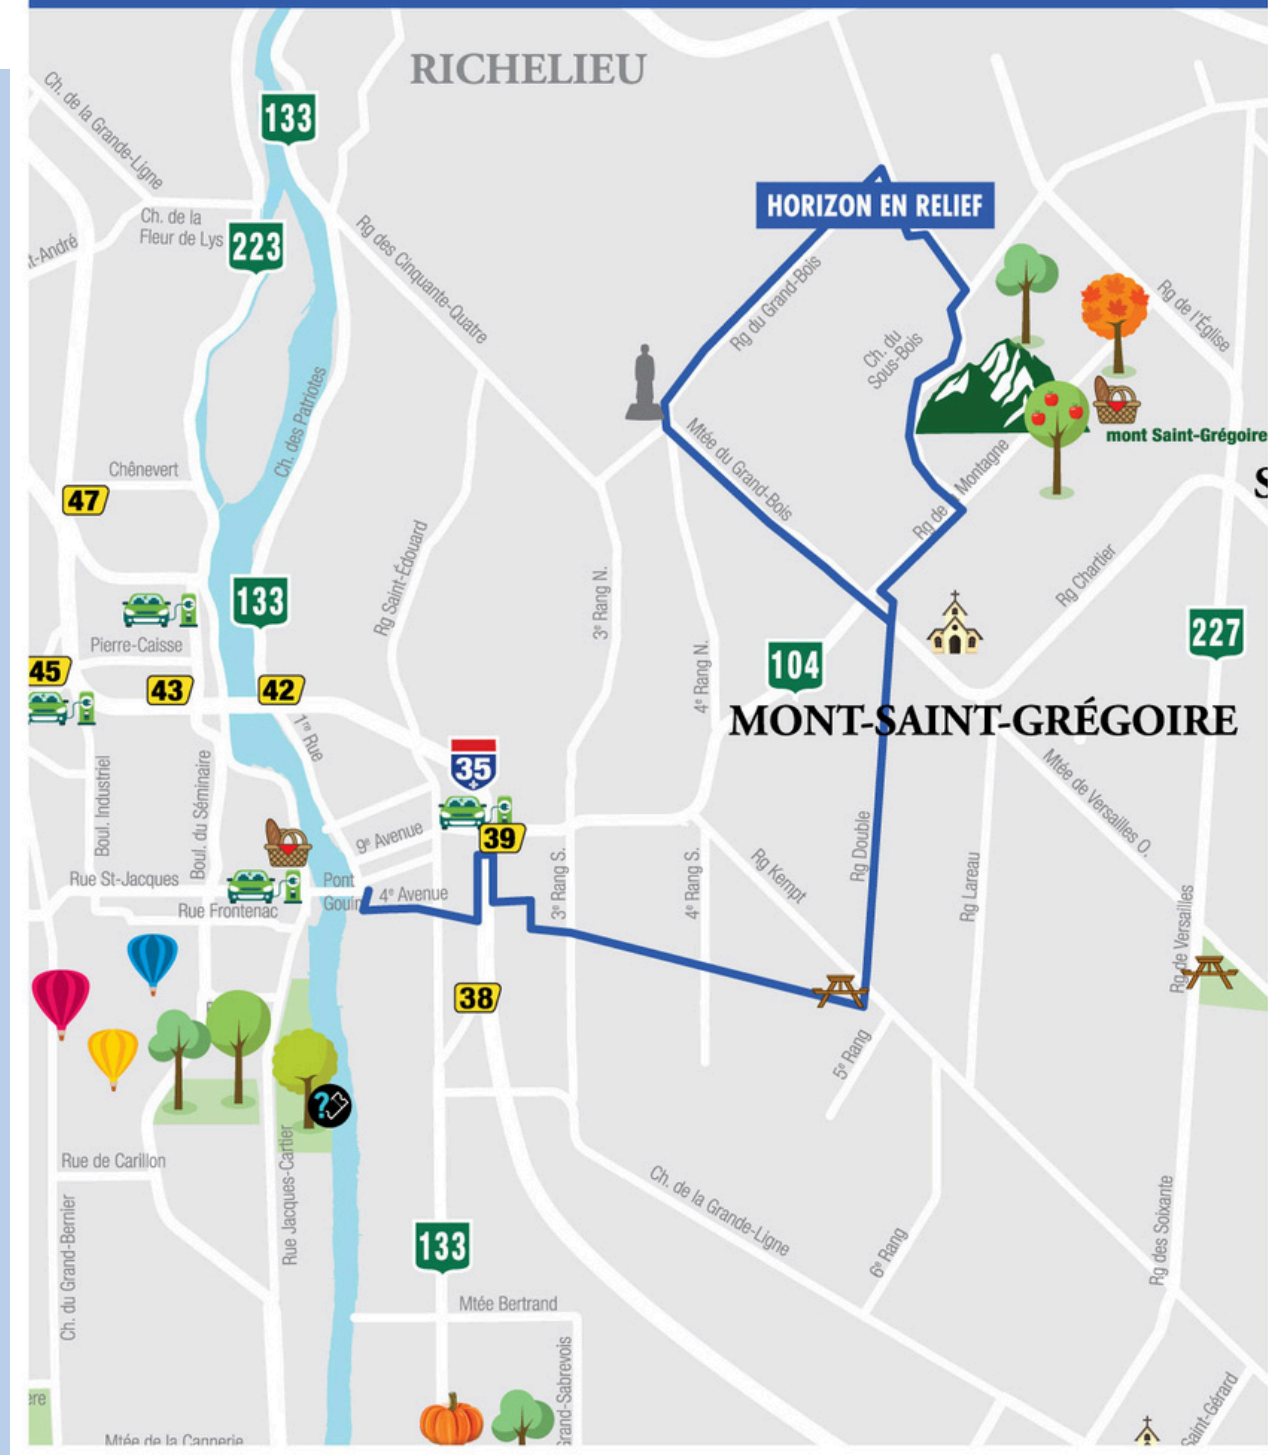 RICHELIEU
Ch. de la Grande-Ligne
133
Ch. de la
Fleur de Lys
223
t-André
Rg des Cinquante-Quatre
HORIZON EN RELIEF
Rg du Grand-Bois
Ch. du
Sous-Bois
Rg de l'Église
mont Saint-Grégoire
Ch. des Patriotes
Chênevert
47
Mtée du Grand-Bois
Rg de Montagne
S
Rg Saint-Édouard
3e Rang N.
Rg Chartier
133
Pierre-Caisse
45
43
42
4e Rang N.
104
227
MONT-SAINT-GRÉGOIRE
1re Rue
35
Boul. Industriel
Boul. du Séminaire
9e Avenue
39
Mtée de Versailles O.
Rue St-Jacques
Pont
Gouin
4e Avenue
Rue Frontenac
3e Rang S.
4e Rang S.
Rg Kempt
Rg Double
Rg Lareau
Rg de Versailles
38
5e Rang
?
Rue de Carillon
Rue Jacques-Cartier
Ch. du Grand-Bernier
133
Ch. de la Grande-Ligne
6e Rang
Rg des Soixante
Mtée Bertrand
Grand-Sabrevois
Saint-Gérard
ère
Mtée de la Cannerie